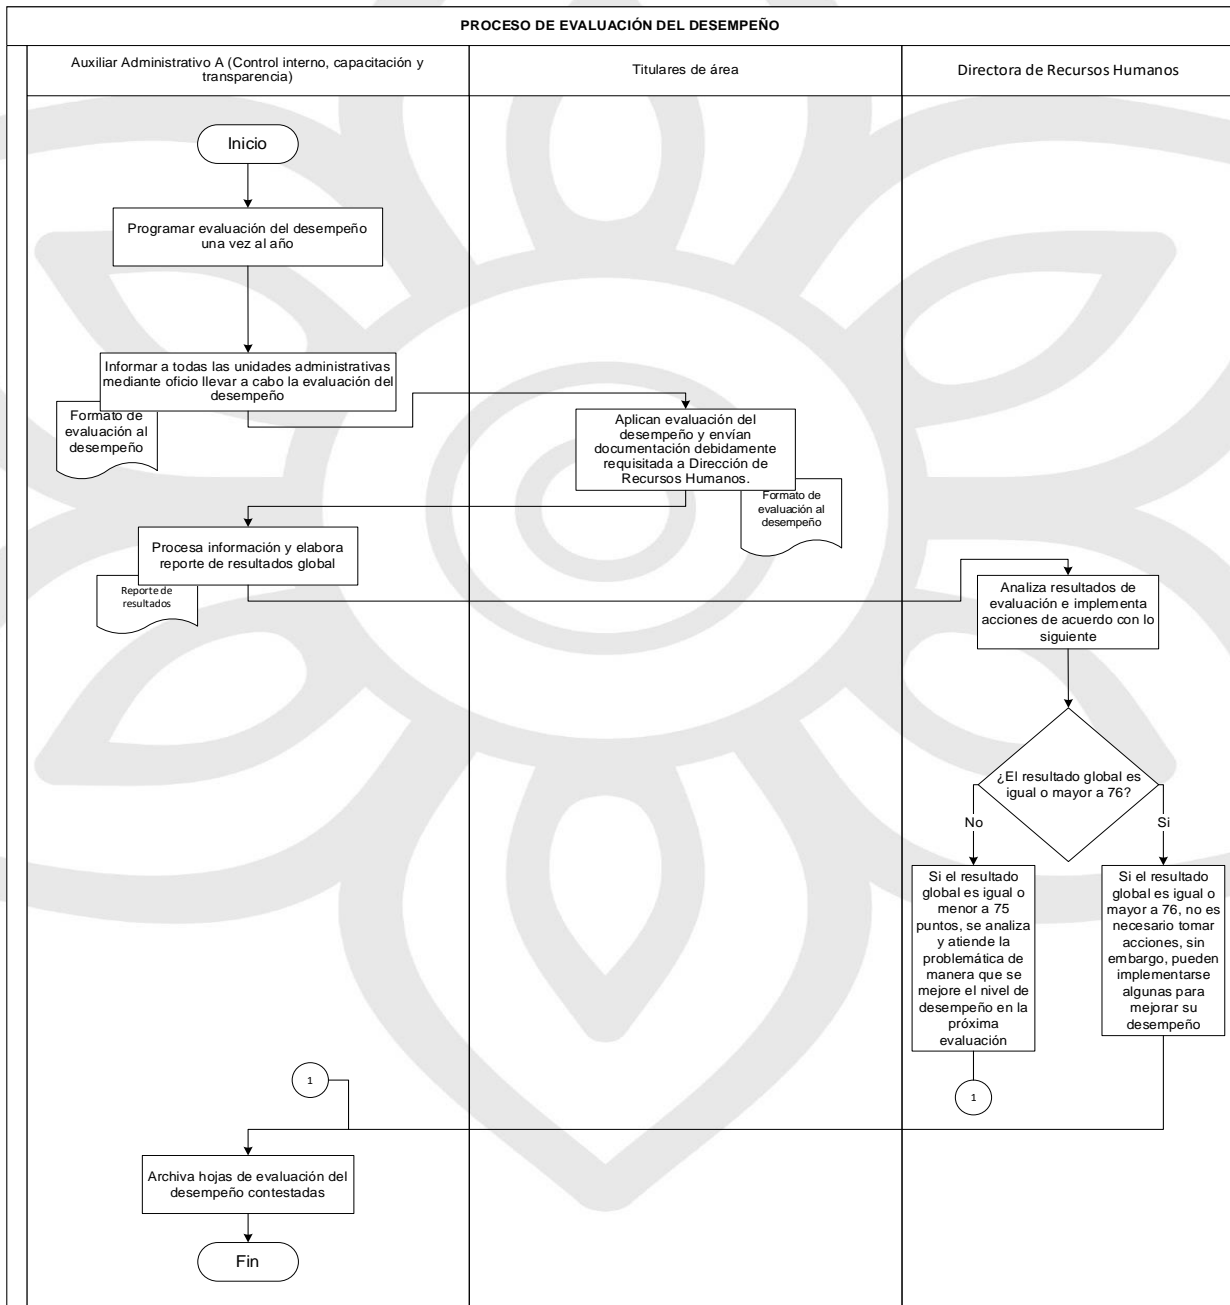 PROCESO DE EVALUACIÓN DEL DESEMPEÑO
Auxiliar Administrativo A (Control interno, capacitación y
transparencia)
Titulares de área
Directora de Recursos Humanos
Inicio
Programar evaluación del desempeño
una vez al año
Informar a todas las unidades administrativas
mediante oficio llevar a cabo la evaluación del
desempeño
Formato de
evaluación al
desempeño
Aplican evaluación del
desempeño y envían
documentación debidamente
requisitada a Dirección de
Recursos Humanos.
Formato de
evaluación al
desempeño
Procesa información y elabora
reporte de resultados global
Reporte de
resultados
Analiza resultados de
evaluación e implementa
acciones de acuerdo con lo
siguiente
¿El resultado global es
igual o mayor a 76?
No
Si
Si el resultado
global es igual o
menor a 75
puntos, se analiza
y atiende la
problemática de
manera que se
mejore el nivel de
desempeño en la
próxima
evaluación
Si el resultado
global es igual o
mayor a 76, no es
necesario tomar
acciones, sin
embargo, pueden
implementarse
algunas para
mejorar su
desempeño
1
1
Archiva hojas de evaluación del
desempeño contestadas
Fin